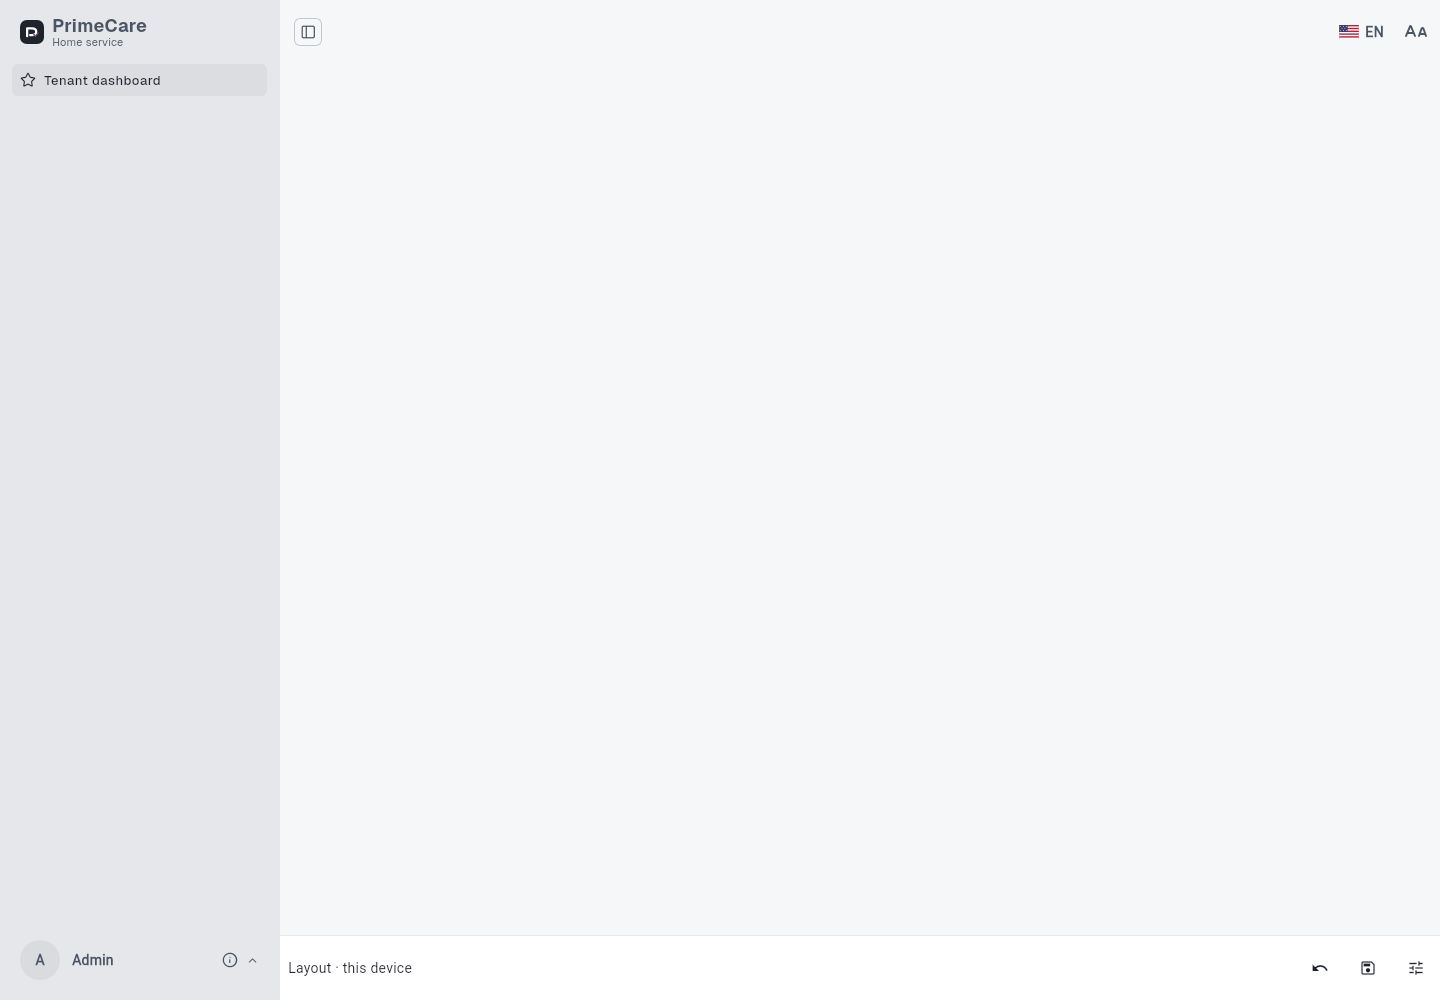 PrimeCare
Home service
Tenant dashboard
EN
AA
A
Admin
Layout · this device